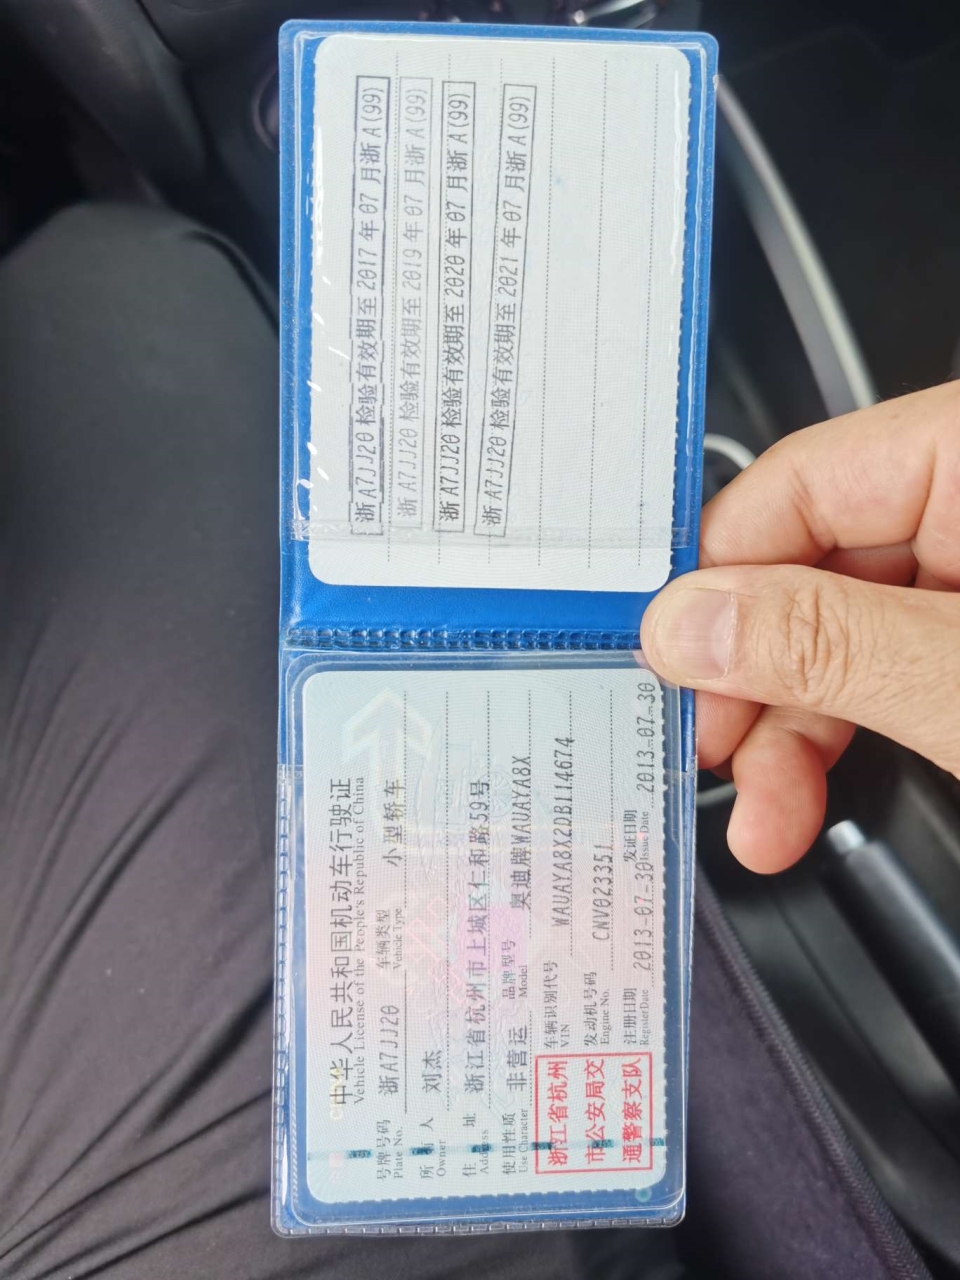 浙A7JJ20 检验有效期至2017年07月浙A(99)
浙A7JJ20 检验有效期至2019年07月浙A(99)
浙A7JJ20 检验有效期至2020年07月浙A(99)
浙A7JJ20 检验有效期至2021年07月浙A(99)
中华人民共和国机动车行驶证
Vehicle License of the People's Republic of China
号牌号码 浙A7JJ20 车辆类型 小型轿车
Plate No. Vehicle Type
所有人 刘杰
Owner
住址 浙江省杭州市上城区仁和路59号
Address
使用性质 非营运 品牌型号 奥迪牌WAUAYA8X
Use Character Model
浙江省杭州
市公安局交
通警察支队
车辆识别代号 WAUAYA8X2DB114674
VIN
发动机号码 CNV023351
Engine No.
注册日期 2013-07-30 发证日期 2013-07-30
Register Date Issue Date